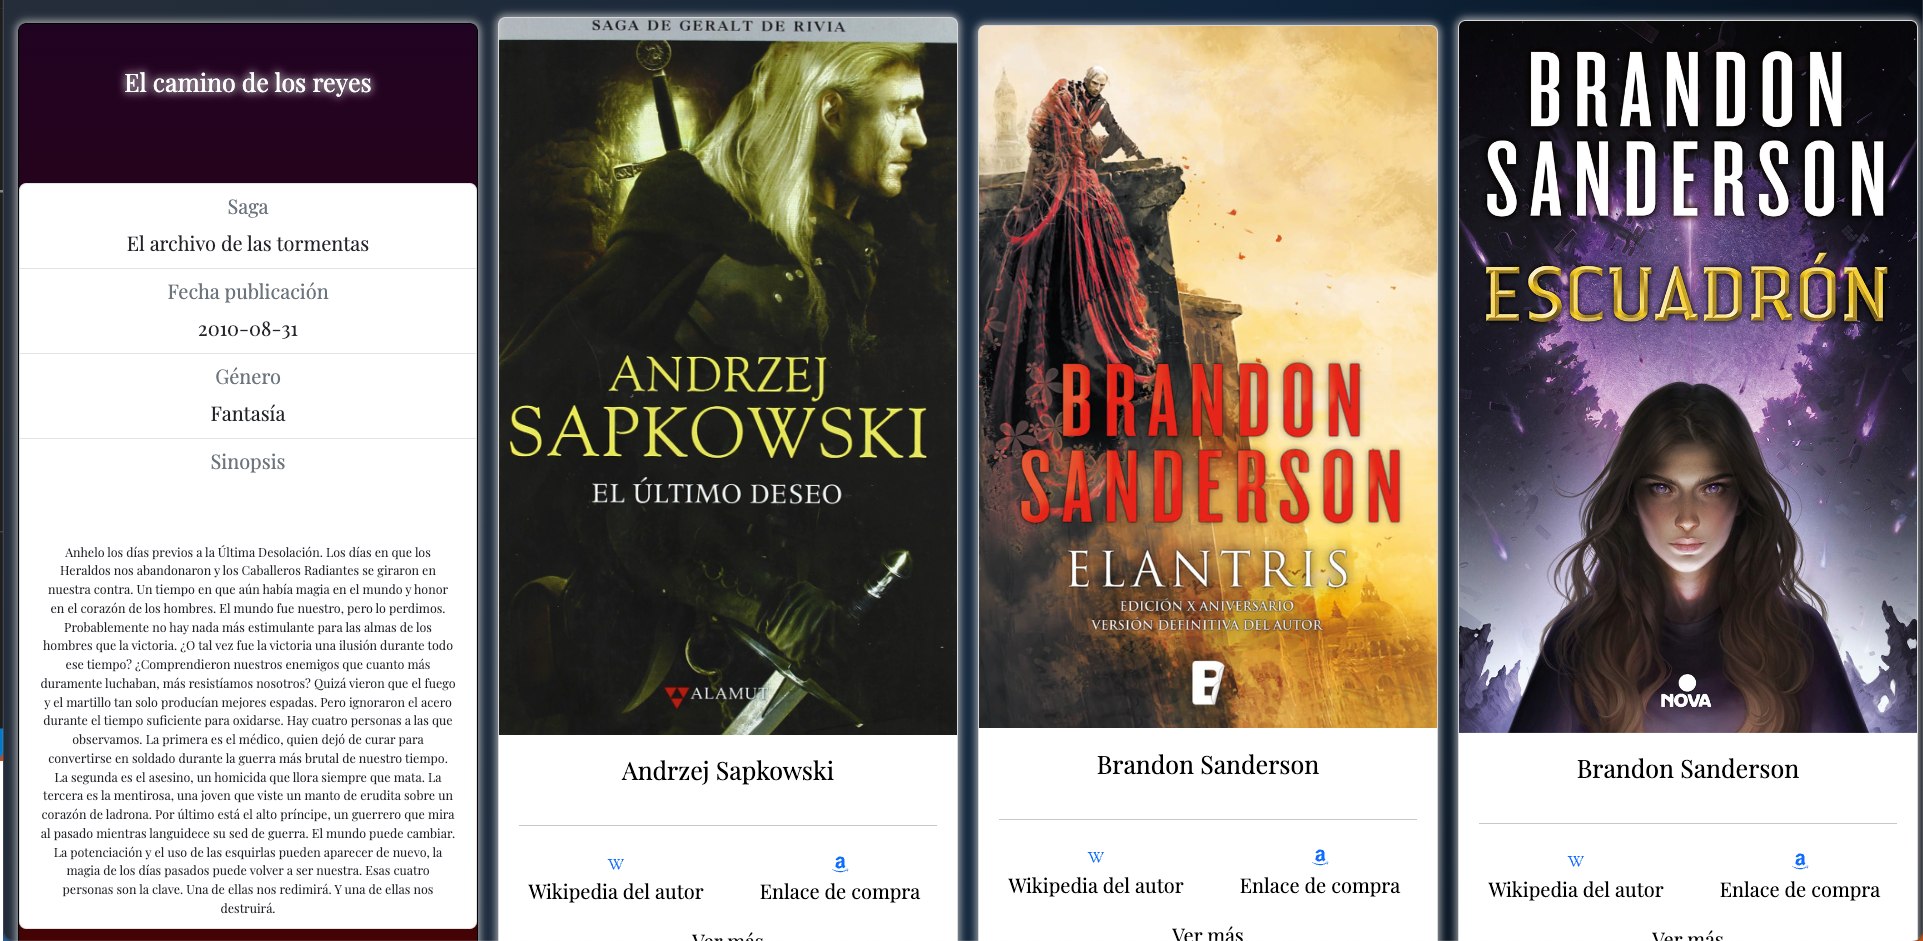 El camino de los reyes
Saga
El archivo de las tormentas
Fecha publicación
2010-08-31
Género
Fantasía
Sinopsis
Anhelo los días previos a la Última Desolación. Los días en que los
Heraldos nos abandonaron y los Caballeros Radiantes se giraron en
nuestra contra. Un tiempo en que aún había magia en el mundo y honor
en el corazón de los hombres. El mundo fue nuestro, pero lo perdimos.
Probablemente no hay nada más estimulante para las almas de los
hombres que la victoria. ¿O tal vez fue la victoria una ilusión durante todo
ese tiempo? ¿Comprendieron nuestros enemigos que cuanto más
duramente luchaban, más resistíamos nosotros? Quizá vieron que el fuego
y el martillo tan solo producían mejores espadas. Pero ignoraron el acero
durante el tiempo suficiente para oxidarse. Hay cuatro personas a las que
observamos. La primera es el médico, quien dejó de curar para
convertirse en soldado durante la guerra más brutal de nuestro tiempo.
La segunda es el asesino, un homicida que llora siempre que mata. La
tercera es la mentirosa, una joven que viste un manto de erudita sobre un
corazón de ladrona. Por último está el alto príncipe, un guerrero que mira
al pasado mientras languidece su sed de guerra. El mundo puede cambiar.
La potenciación y el uso de las esquirlas pueden aparecer de nuevo, la
magia de los días pasados puede volver a ser nuestra. Esas cuatro
personas son la clave. Una de ellas nos redimirá. Y una de ellas nos
destruirá.
SAGA DE GERALT DE RIVIA
ANDRZEJ
SAPKOWSKI
EL ÚLTIMO DESEO
ALAMUT
Andrzej Sapkowski
W
a
Wikipedia del autor
Enlace de compra
Ver más
BRANDON
SANDERSON
ELANTRIS
EDICIÓN X ANIVERSARIO
VERSIÓN DEFINITIVA DEL AUTOR
B
Brandon Sanderson
W
a
Wikipedia del autor
Enlace de compra
Ver más
BRANDON
SANDERSON
ESCUADRÓN
NOVA
Brandon Sanderson
W
a
Wikipedia del autor
Enlace de compra
Ver más